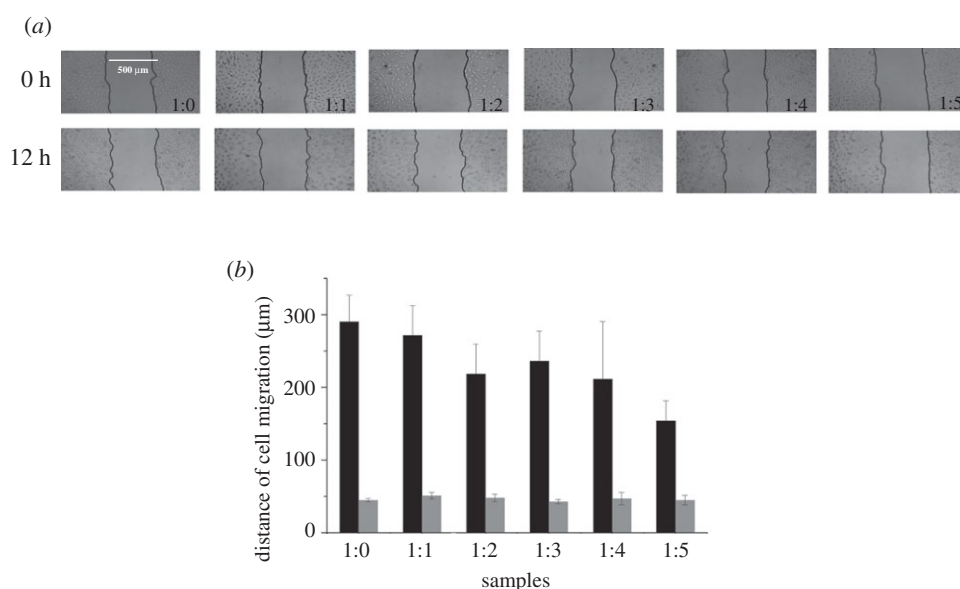 (a)
0 h
500 µm
1:0
1:1
1:2
1:3
1:4
1:5
12 h
(b)
distance of cell migration (µm)
300
200
100
0
1:0 1:1 1:2 1:3 1:4 1:5
samples